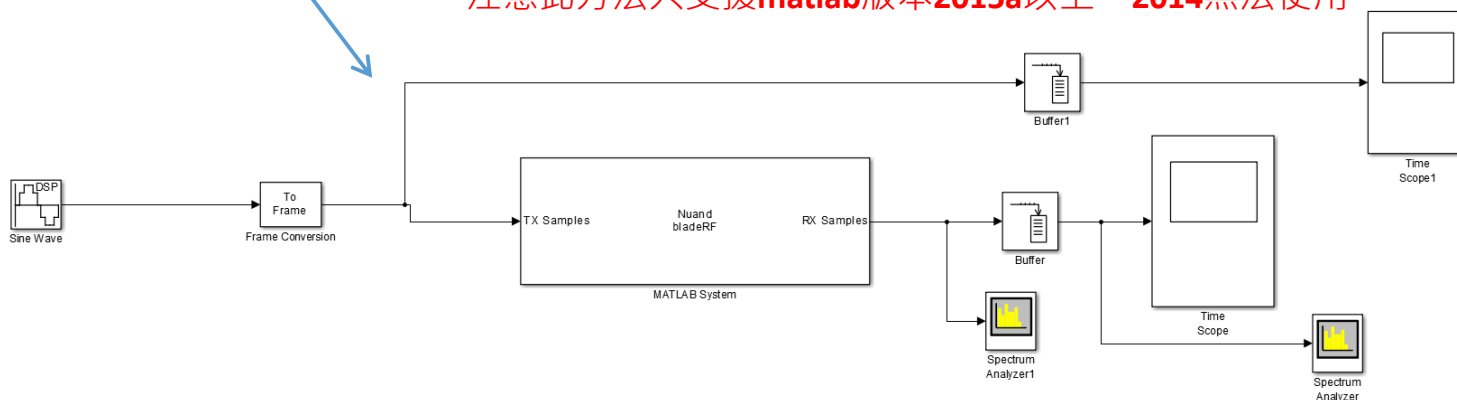 注意此方法只支援matlab版本2015a以上 2014無法使用
Buffer1
Time
Scope1
DSP
Sine Wave
To
Frame
Frame Conversion
TX Samples
Nuand
bladeRF
RX Samples
MATLAB System
Buffer
Time
Scope
Spectrum
Analyzer1
Spectrum
Analyzer